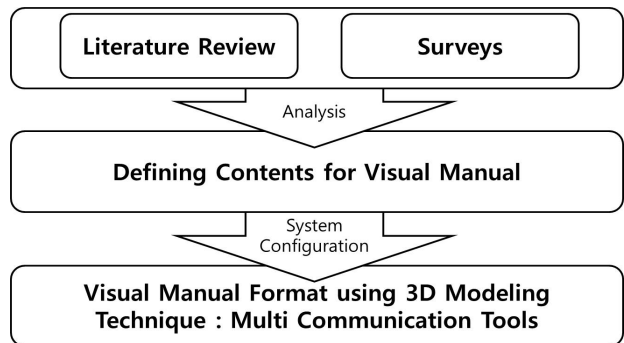 Literature Review
Surveys
Analysis
Defining Contents for Visual Manual
System
Configuration
Visual Manual Format using 3D Modeling
Technique : Multi Communication Tools